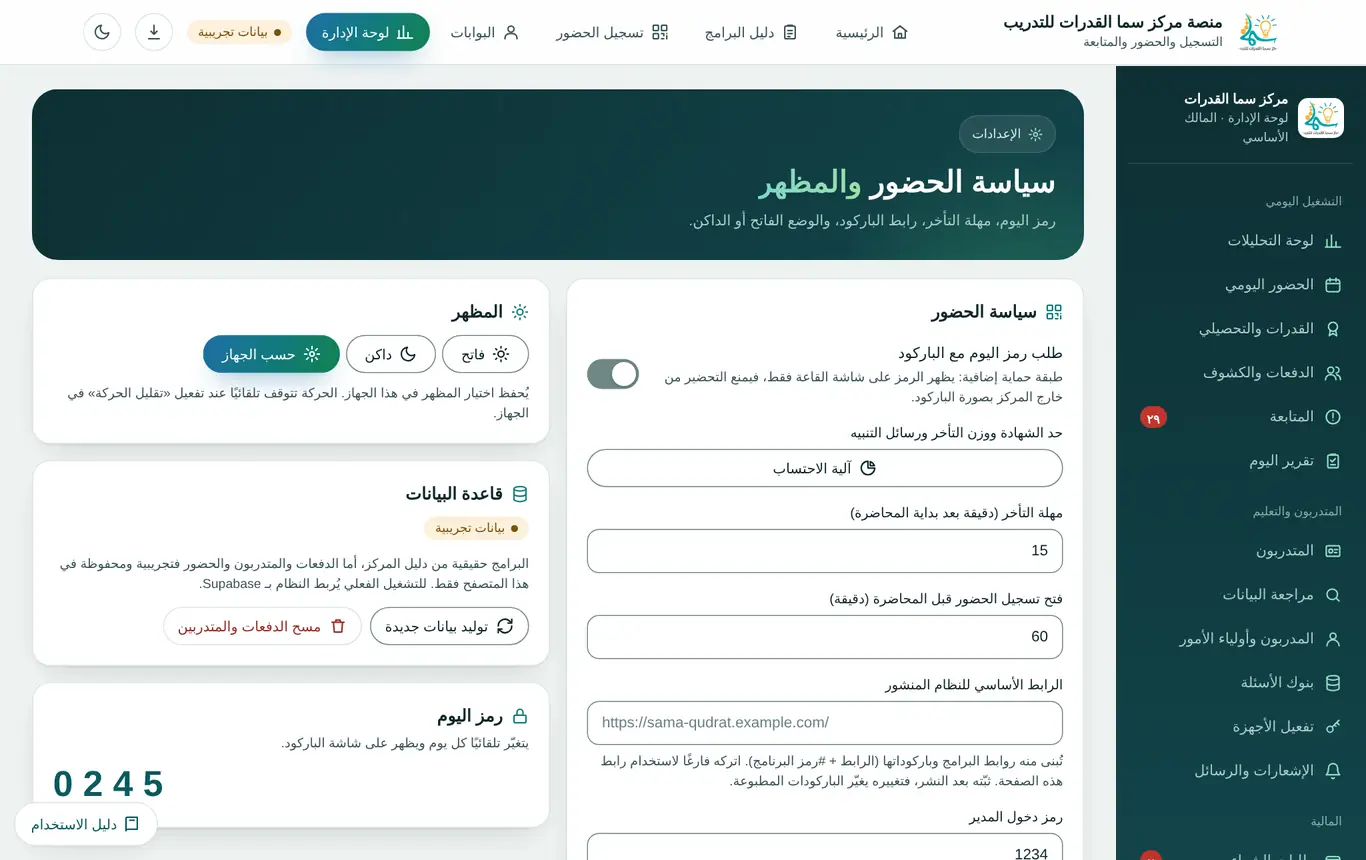 منصة مركز سما القدرات للتدريب
التسجيل والحضور والمتابعة
الرئيسية
دليل البرامج
تسجيل الحضور
البوابات
لوحة الإدارة
بيانات تجريبية
مركز سما القدرات
لوحة الإدارة · المالك
الأساسي
التشغيل اليومي
لوحة التحليلات
الحضور اليومي
القدرات والتحصيلي
الدفعات والكشوف
المتابعة
٢٩
تقرير اليوم
المتدربون والتعليم
المتدربون
مراجعة البيانات
المدربون وأولياء الأمور
بنوك الأسئلة
تفعيل الأجهزة
الإشعارات والرسائل
المالية
الإعدادات
سياسة الحضور والمظهر
رمز اليوم، مهلة التأخر، رابط الباركود، والوضع الفاتح أو الداكن.
سياسة الحضور
طلب رمز اليوم مع الباركود
طبقة حماية إضافية: يظهر الرمز على شاشة القاعة فقط، فيمنع التحضير من
خارج المركز بصورة الباركود.
حد الشهادة ووزن التأخر ورسائل التنبيه
آلية الاحتساب
مهلة التأخر (دقيقة بعد بداية المحاضرة)
15
فتح تسجيل الحضور قبل المحاضرة (دقيقة)
60
الرابط الأساسي للنظام المنشور
https://sama-qudrat.example.com/
تُبنى منه روابط البرامج وباركوداتها (الرابط + #رمز البرنامج). اتركه فارغًا لاستخدام رابط
هذه الصفحة. ثبّته بعد النشر، فتغييره يغيّر الباركودات المطبوعة.
رمز دخول المدير
1234
المظهر
فاتح
داكن
حسب الجهاز
يُحفظ اختيار المظهر في هذا الجهاز. الحركة تتوقف تلقائيًا عند تفعيل «تقليل الحركة» في
الجهاز.
قاعدة البيانات
بيانات تجريبية
البرامج حقيقية من دليل المركز، أما الدفعات والمتدربون والحضور فتجريبية ومحفوظة في
هذا المتصفح فقط. للتشغيل الفعلي يُربط النظام بـ Supabase.
توليد بيانات جديدة
مسح الدفعات والمتدربين
رمز اليوم
يتغيّر تلقائيًا كل يوم ويظهر على شاشة الباركود.
0245
دليل الاستخدام